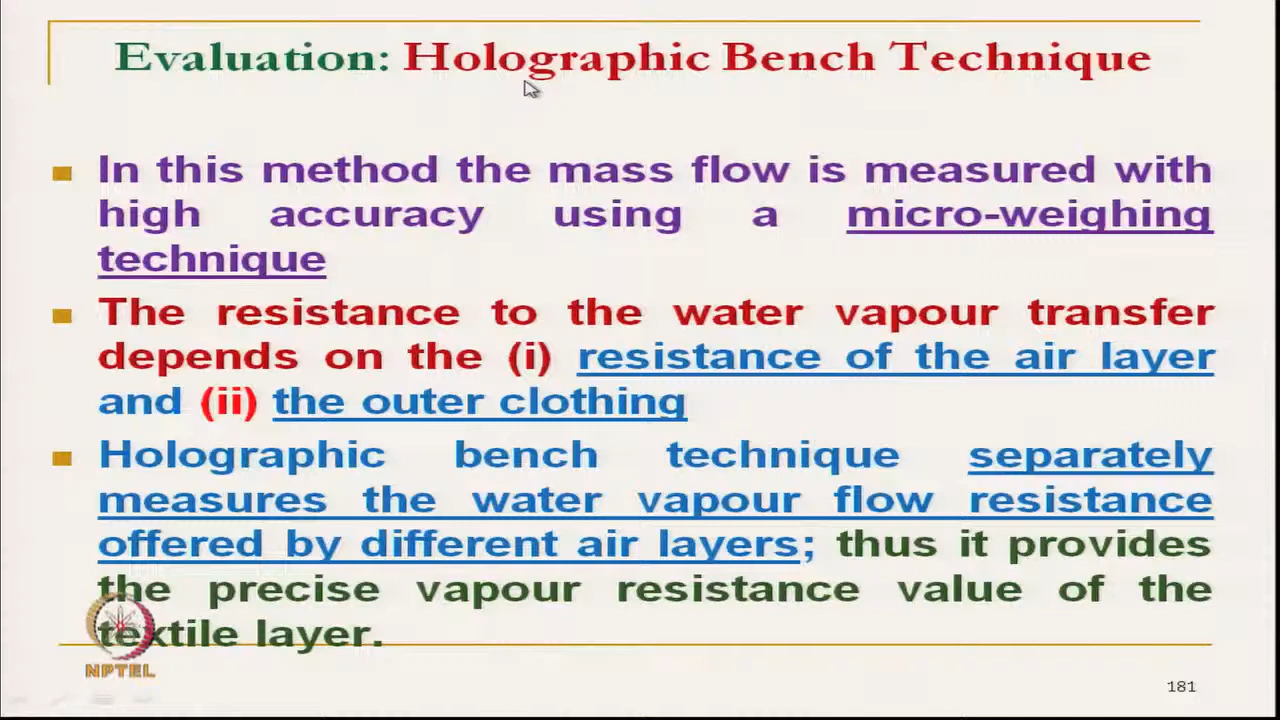 Evaluation: Holographic Bench Technique
In this method the mass flow is measured with
high accuracy using a micro-weighing
technique
The resistance to the water vapour transfer
depends on the (i) resistance of the air layer
and (ii) the outer clothing
Holographic bench technique separately
measures the water vapour flow resistance
offered by different air layers; thus it provides
the precise vapour resistance value of the
textile layer.
NPTEL
181